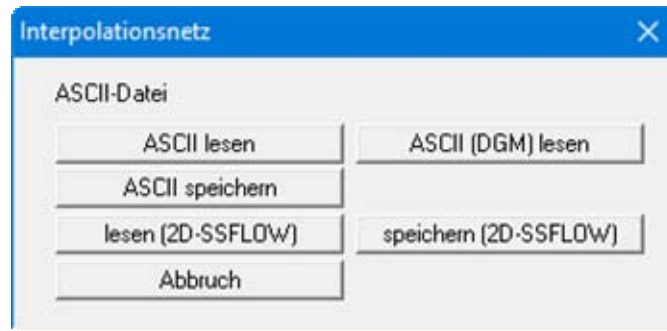 Interpolationsnetz
ASCII-Datei
ASCII lesen ASCII (DGM) lesen
ASCII speichern
lesen (2D-SSFLOW) speichern (2D-SSFLOW)
Abbruch